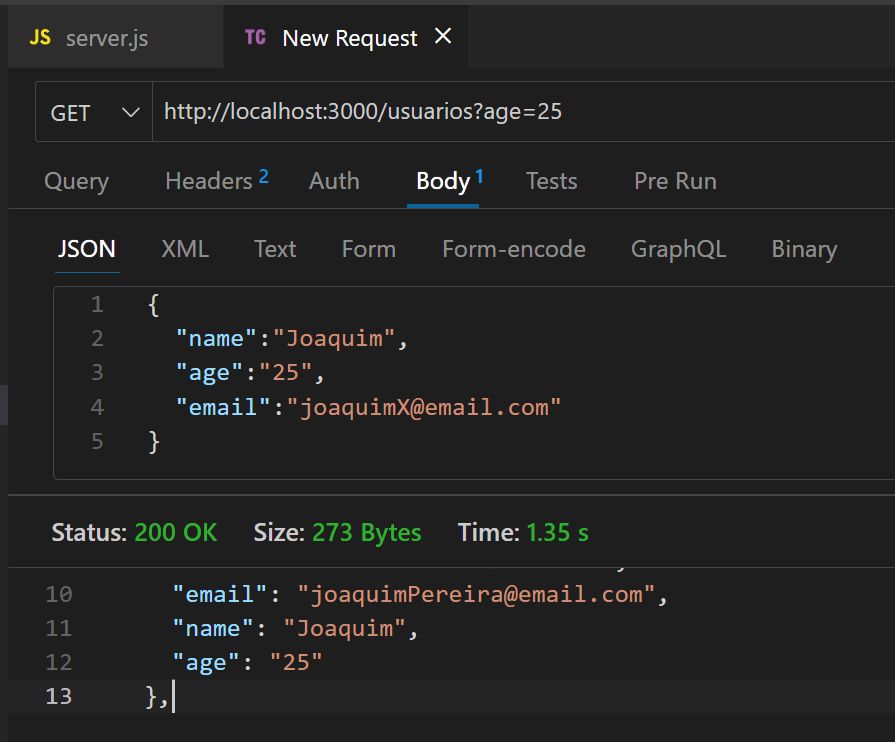 JS server.js TC New Request ✕
GET http://localhost:3000/usuarios?age=25
Query Headers 2 Auth Body 1 Tests Pre Run
JSON XML Text Form Form-encode GraphQL Binary
1 {
2 "name":"Joaquim",
3 "age":"25",
4 "email":"joaquimX@email.com"
5 }
Status: 200 OK Size: 273 Bytes Time: 1.35 s
10 "email": "joaquimPereira@email.com",
11 "name": "Joaquim",
12 "age": "25"
13 },